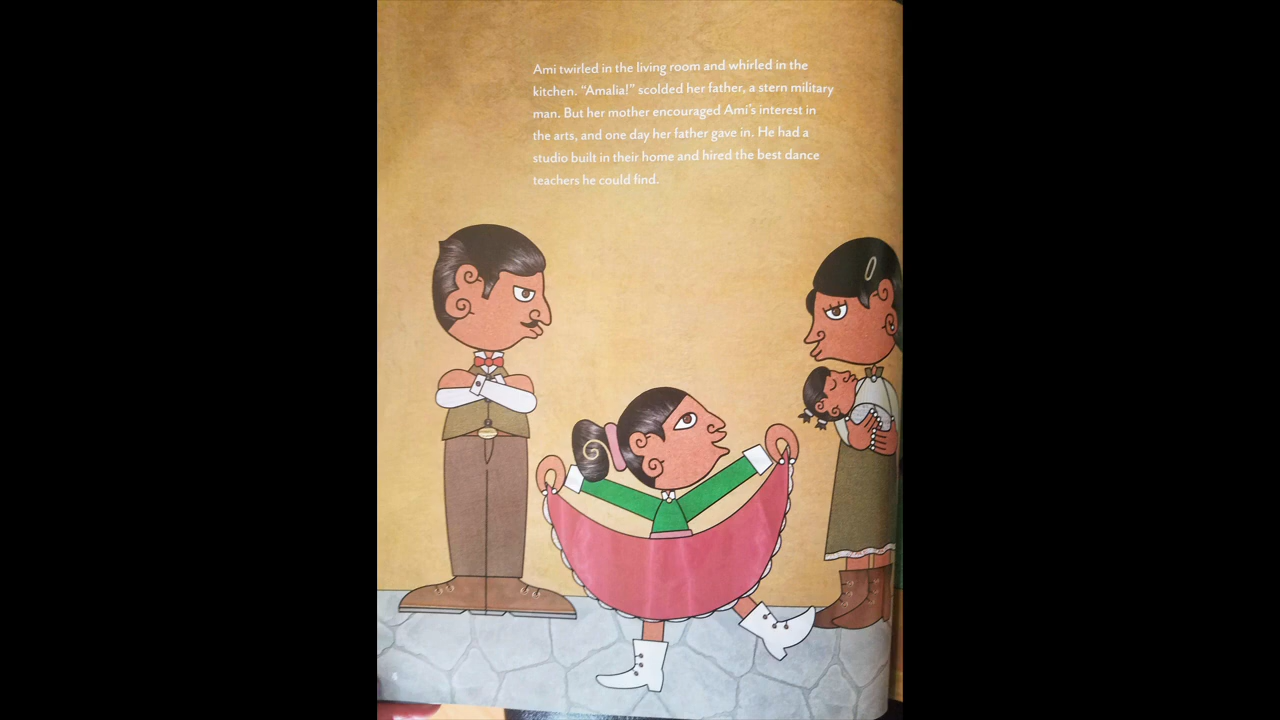 Ami twirled in the living room and whirled in the
kitchen. “Amalia!” scolded her father, a stern military
man. But her mother encouraged Ami’s interest in
the arts, and one day her father gave in. He had a
studio built in their home and hired the best dance
teachers he could find.